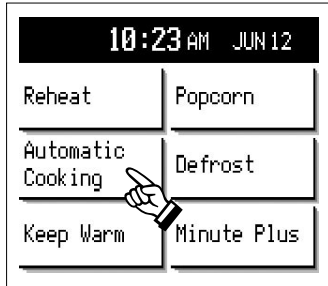 10:23 AM JUN 12
Reheat
Popcorn
Automatic
Cooking
Defrost
Keep Warm
Minute Plus